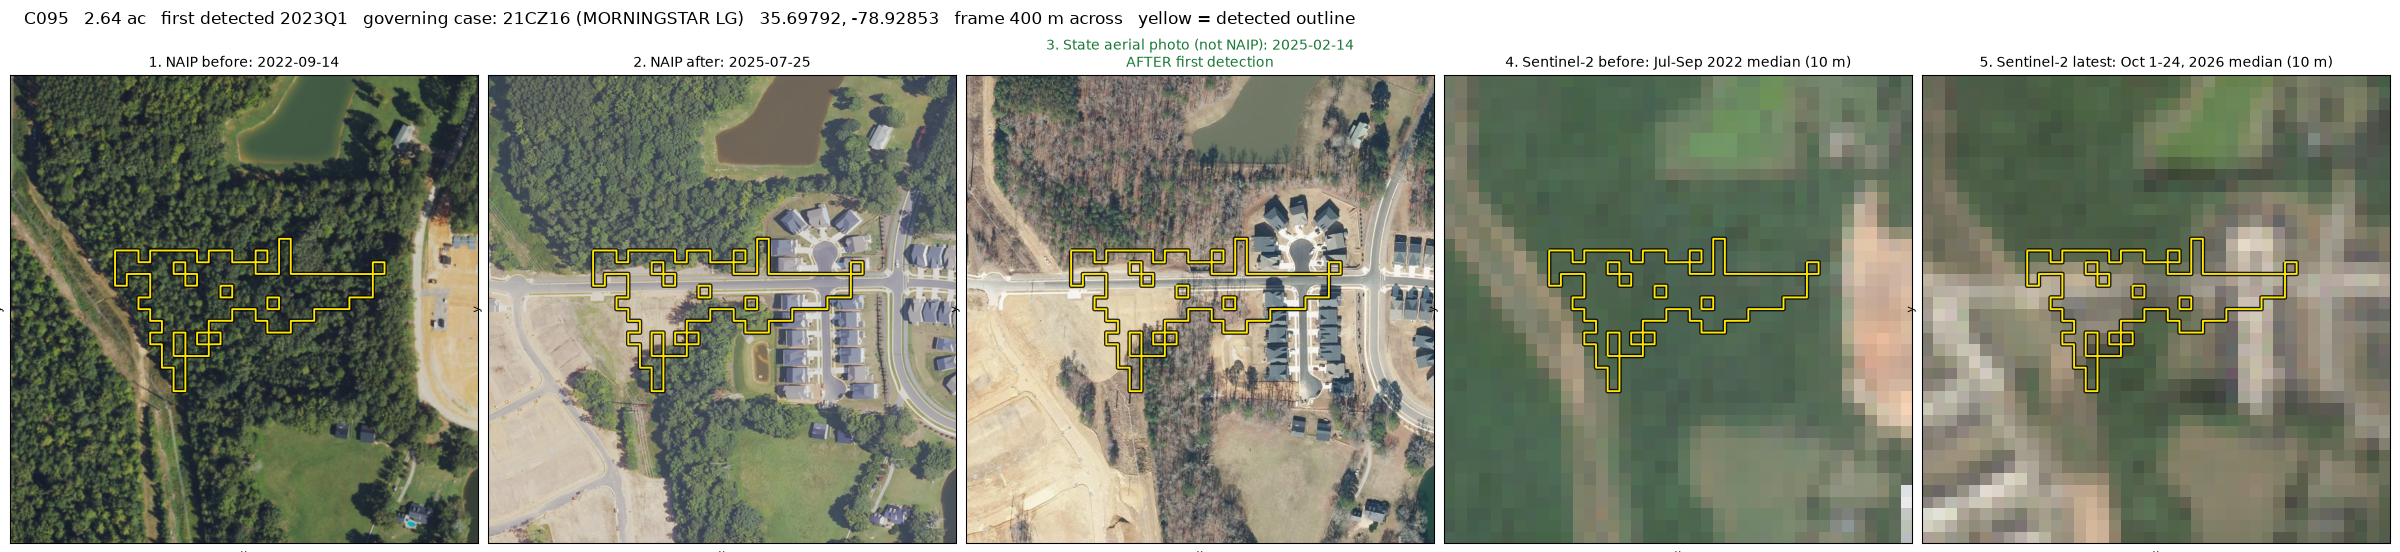 C095   2.64 ac   first detected 2023Q1   governing case: 21CZ16 (MORNINGSTAR LG)   35.69792, -78.92853   frame 400 m across   yellow = detected outline
1. NAIP before: 2022-09-14
2. NAIP after: 2025-07-25
3. State aerial photo (not NAIP): 2025-02-14
AFTER first detection
4. Sentinel-2 before: Jul-Sep 2022 median (10 m)
5. Sentinel-2 latest: Oct 1-24, 2026 median (10 m)